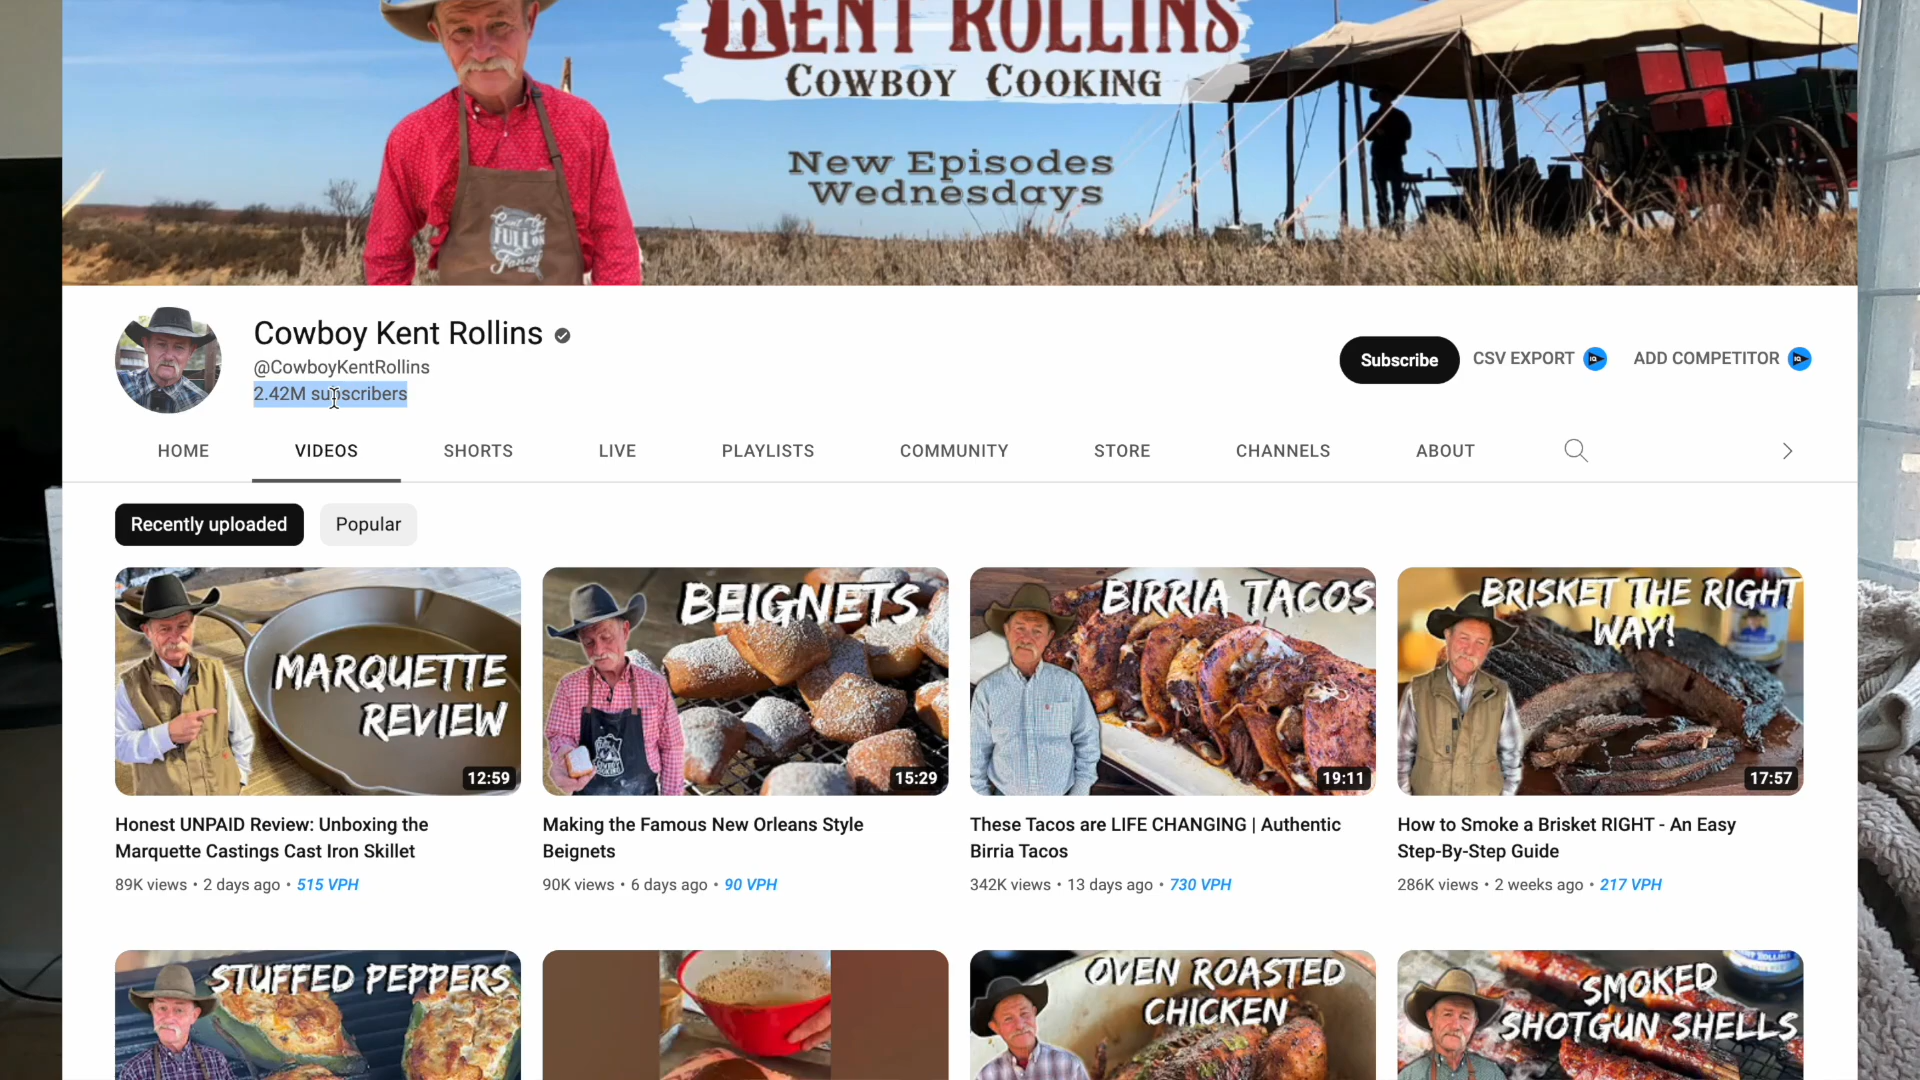 KENT ROLLINS
COWBOY COOKING
New Episodes
Wednesdays
FULL ON
Cowboy Kent Rollins
@CowboyKentRollins
2.42M subscribers
Subscribe
CSV EXPORT
ADD COMPETITOR
HOME
VIDEOS
SHORTS
LIVE
PLAYLISTS
COMMUNITY
STORE
CHANNELS
ABOUT
Recently uploaded
Popular
MARQUETTE
REVIEW
12:59
BEIGNETS
15:29
BIRRIA TACOS
19:11
BRISKET THE RIGHT
WAY!
17:57
Honest UNPAID Review: Unboxing the
Marquette Castings Cast Iron Skillet
89K views • 2 days ago • 515 VPH
Making the Famous New Orleans Style
Beignets
90K views • 6 days ago • 90 VPH
These Tacos are LIFE CHANGING | Authentic
Birria Tacos
342K views • 13 days ago • 730 VPH
How to Smoke a Brisket RIGHT - An Easy
Step-By-Step Guide
286K views • 2 weeks ago • 217 VPH
STUFFED PEPPERS
OVEN ROASTED
CHICKEN
SMOKED
SHOTGUN SHELLS